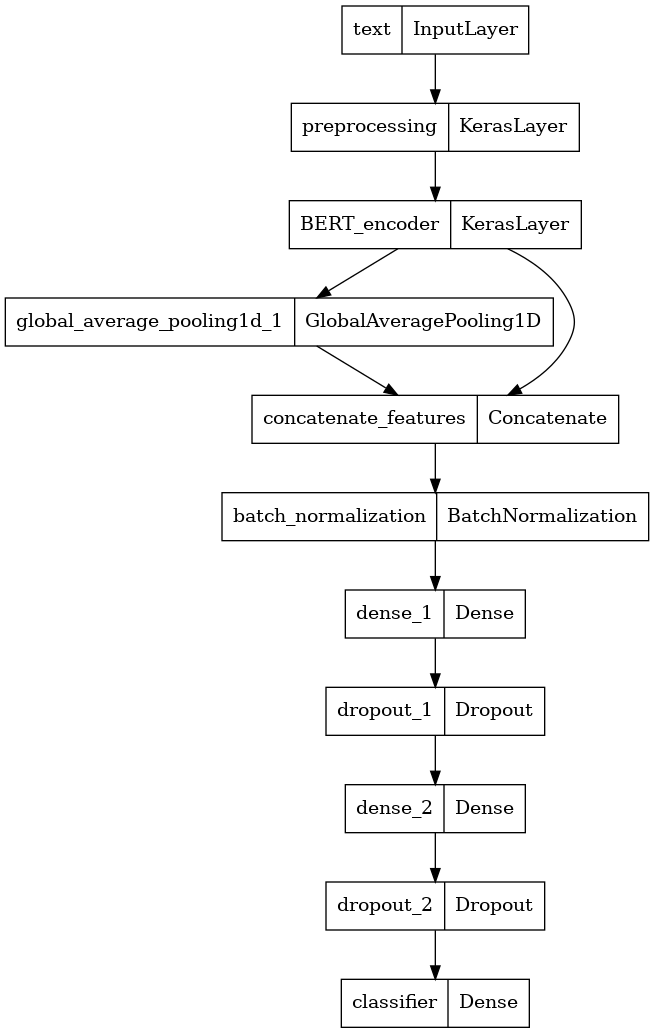 text InputLayer
preprocessing KerasLayer
BERT_encoder KerasLayer
global_average_pooling1d_1 GlobalAveragePooling1D
concatenate_features Concatenate
batch_normalization BatchNormalization
dense_1 Dense
dropout_1 Dropout
dense_2 Dense
dropout_2 Dropout
classifier Dense